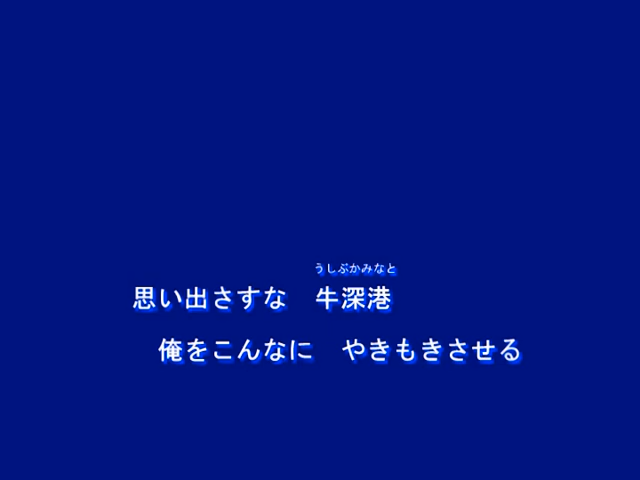 うしぶかみなと
思い出さすな　牛深港
俺をこんなに　やきもきさせる